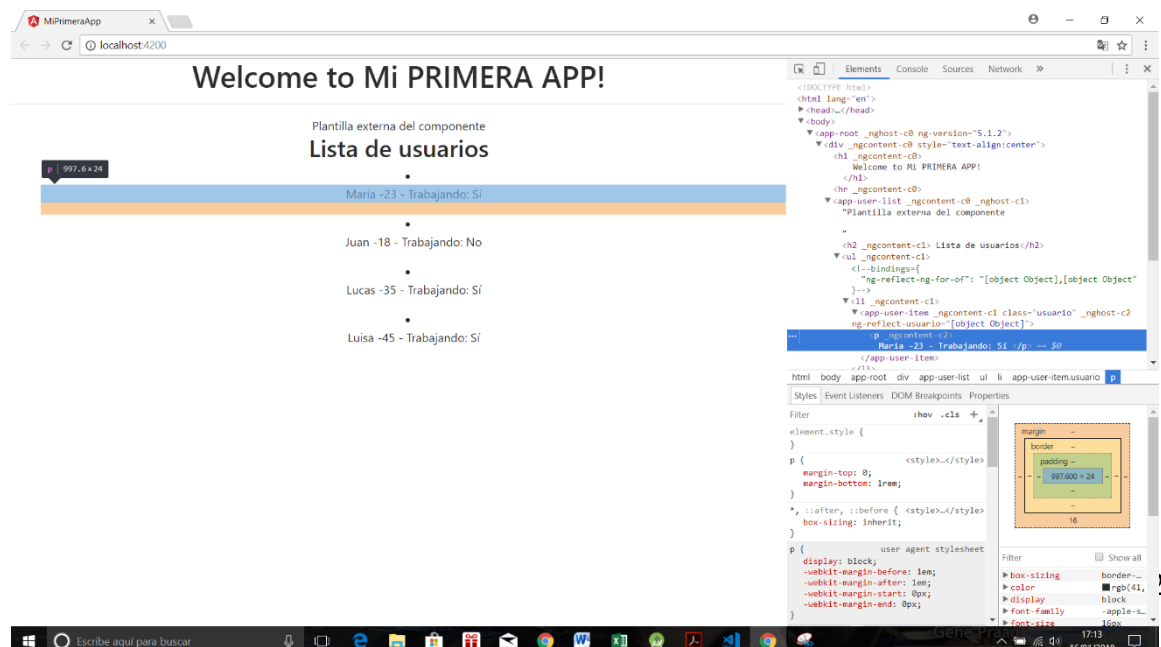 MiPrimeraApp
localhost:4200
Welcome to Mi PRIMERA APP!
Plantilla externa del componente
Lista de usuarios
p 997.6×24
Maria -23 - Trabajando: Sí
Juan -18 - Trabajando: No
Lucas -35 - Trabajando: Sí
Luisa -45 - Trabajando: Sí
Elements Console Sources Network »
<!DOCTYPE html>
<html lang="en">
<head>…</head>
<body>
<app-root _nghost-c0 ng-version="5.1.2">
<div _ngcontent-c0 style="text-align:center">
<h1 _ngcontent-c0>
Welcome to Mi PRIMERA APP!
</h1>
<hr _ngcontent-c0>
<app-user-list _ngcontent-c0 _nghost-c1>
"Plantilla externa del componente
"
<h2 _ngcontent-c1> Lista de usuarios</h2>
<ul _ngcontent-c1>
<!--bindings={
"ng-reflect-ng-for-of": "[object Object],[object Object"
}-->
<li _ngcontent-c1>
<app-user-item _ngcontent-c1 class="usuario" _nghost-c2
ng-reflect-usuario="[object Object]">
<p _ngcontent-c2>
Maria -23 - Trabajando: Sí </p> == $0
</app-user-item>
</li>
html body app-root div app-user-list ul li app-user-item.usuario p
Styles Event Listeners DOM Breakpoints Properties
Filter :hov .cls +
element.style {
}
p { <style>…</style>
margin-top: 0;
margin-bottom: 1rem;
}
*, ::after, ::before { <style>…</style>
box-sizing: inherit;
}
p { user agent stylesheet
display: block;
-webkit-margin-before: 1em;
-webkit-margin-after: 1em;
-webkit-margin-start: 0px;
-webkit-margin-end: 0px;
}
margin –
border –
padding –
997.600 × 24
–
–
16
Filter Show all
box-sizing border-…
color rgb(41,
display block
font-family -apple-s…
font-size 16px
Escribe aquí para buscar
17:13